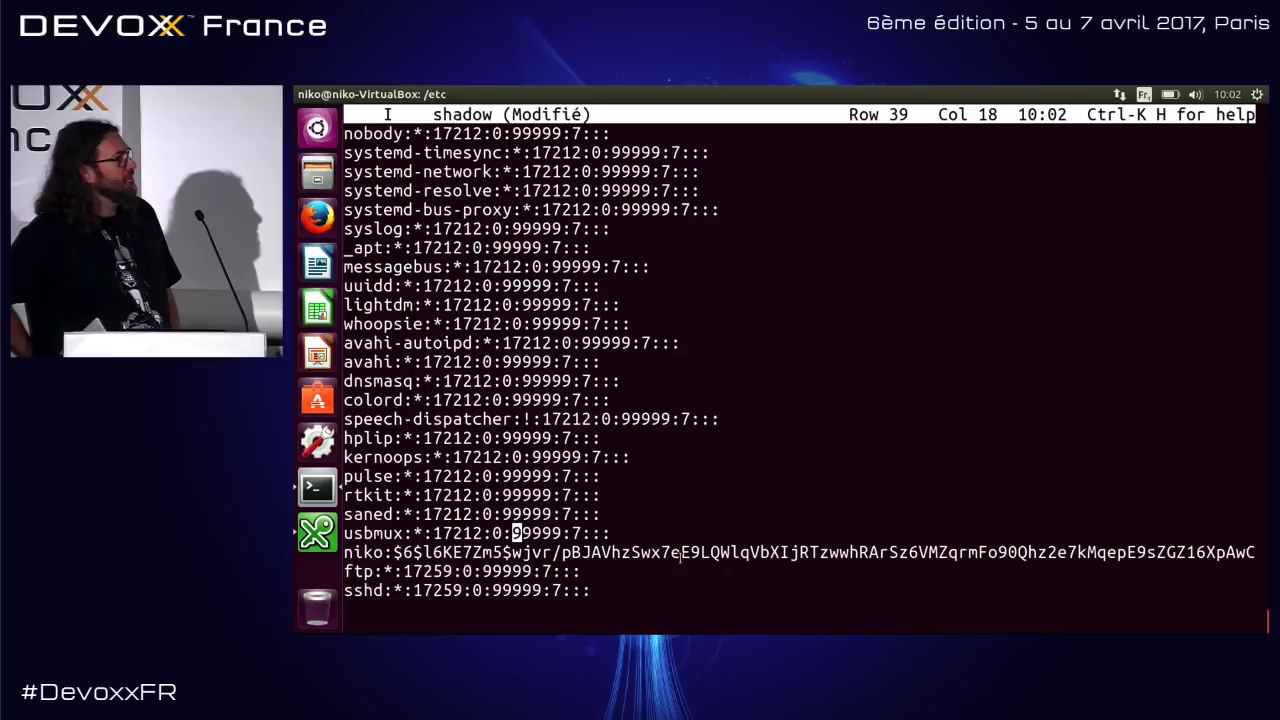 DEVOXX™ France
6ème édition - 5 au 7 avril 2017, Paris
niko@niko-VirtualBox: /etc
Fr
10:02
I shadow (Modifié) Row 39 Col 18 10:02 Ctrl-K H for help
nobody:*:17212:0:99999:7:::
systemd-timesync:*:17212:0:99999:7:::
systemd-network:*:17212:0:99999:7:::
systemd-resolve:*:17212:0:99999:7:::
systemd-bus-proxy:*:17212:0:99999:7:::
syslog:*:17212:0:99999:7:::
_apt:*:17212:0:99999:7:::
messagebus:*:17212:0:99999:7:::
uuidd:*:17212:0:99999:7:::
lightdm:*:17212:0:99999:7:::
whoopsie:*:17212:0:99999:7:::
avahi-autoipd:*:17212:0:99999:7:::
avahi:*:17212:0:99999:7:::
dnsmasq:*:17212:0:99999:7:::
colord:*:17212:0:99999:7:::
speech-dispatcher:!:17212:0:99999:7:::
hplip:*:17212:0:99999:7:::
kernoops:*:17212:0:99999:7:::
pulse:*:17212:0:99999:7:::
rtkit:*:17212:0:99999:7:::
saned:*:17212:0:99999:7:::
usbmux:*:17212:0:99999:7:::
niko:$6$l6KE7Zm5$wjvr/pBJAVhzSwx7eE9LQWlqVbXIjRTzwwhRArSz6VMZqrmFo90Qhz2e7kMqepE9sZGZ16XpAwC
ftp:*:17259:0:99999:7:::
sshd:*:17259:0:99999:7:::
#DevoxxFR